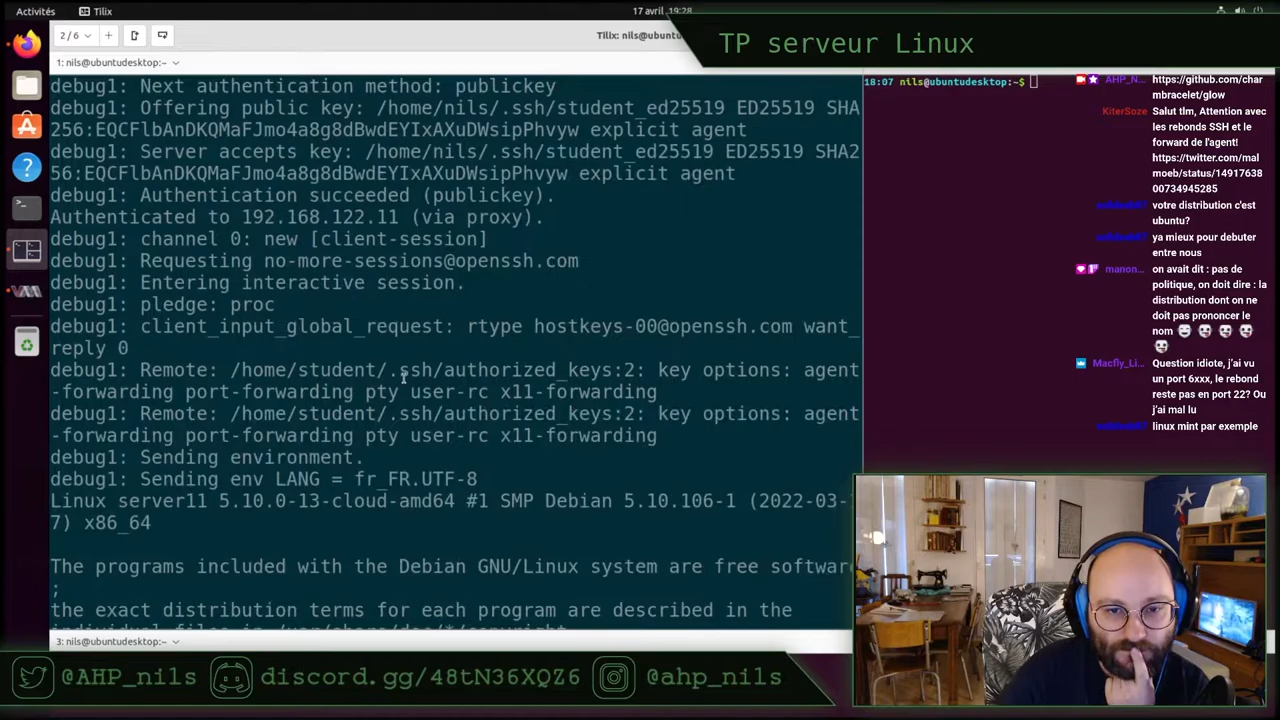 Activités
Tilix
17 avril 19:28
2/6
Tilix: nils@ubuntu
TP serveur Linux
1: nils@ubuntudesktop:~
debug1: Next authentication method: publickey
debug1: Offering public key: /home/nils/.ssh/student_ed25519 ED25519 SHA
256:EQCFlbAnDKQMaFJmo4a8g8dBwdEYIxAXuDWsipPhvyw explicit agent
debug1: Server accepts key: /home/nils/.ssh/student_ed25519 ED25519 SHA2
56:EQCFlbAnDKQMaFJmo4a8g8dBwdEYIxAXuDWsipPhvyw explicit agent
debug1: Authentication succeeded (publickey).
Authenticated to 192.168.122.11 (via proxy).
debug1: channel 0: new [client-session]
debug1: Requesting no-more-sessions@openssh.com
debug1: Entering interactive session.
debug1: pledge: proc
debug1: client_input_global_request: rtype hostkeys-00@openssh.com want_
reply 0
debug1: Remote: /home/student/.ssh/authorized_keys:2: key options: agent
-forwarding port-forwarding pty user-rc x11-forwarding
debug1: Remote: /home/student/.ssh/authorized_keys:2: key options: agent
-forwarding port-forwarding pty user-rc x11-forwarding
debug1: Sending environment.
debug1: Sending env LANG = fr_FR.UTF-8
Linux server11 5.10.0-13-cloud-amd64 #1 SMP Debian 5.10.106-1 (2022-03-
7) x86_64
The programs included with the Debian GNU/Linux system are free software
;
the exact distribution terms for each program are described in the
individual files in /usr/share/doc/*/copyright
3: nils@ubuntudesktop:~
18:07 nils@ubuntudesktop:~$
AHP_N... https://github.com/char
mbracelet/glow
KiterSoze Salut tlm, Attention avec
les rebonds SSH et le
forward de l'agent!
https://twitter.com/mal
moeb/status/14917638
00734945285
votre distribution c'est
ubuntu?
ya mieux pour debuter
entre nous
manon... on avait dit : pas de
politique, on doit dire : la
distribution dont on ne
doit pas prononcer le
nom
Macfly_Li... Question idiote, j'ai vu
un port 6xxx, le rebond
reste pas en port 22? Ou
j'ai mal lu
linux mint par exemple
@AHP_nils
discord.gg/48tN36XQZ6
@ahp_nils